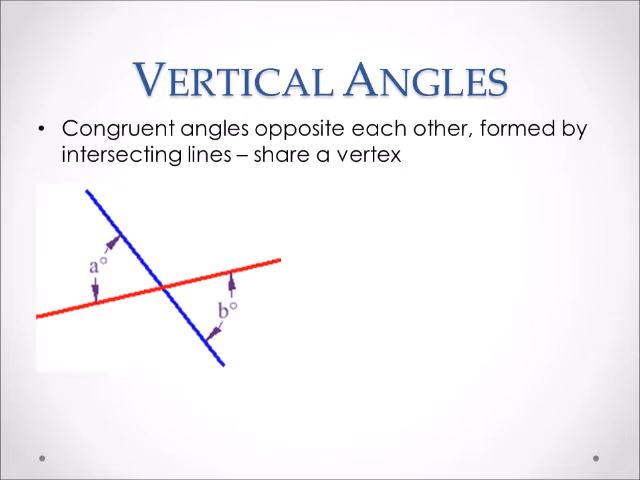 VERTICAL ANGLES
• Congruent angles opposite each other, formed by
intersecting lines – share a vertex
a°
b°